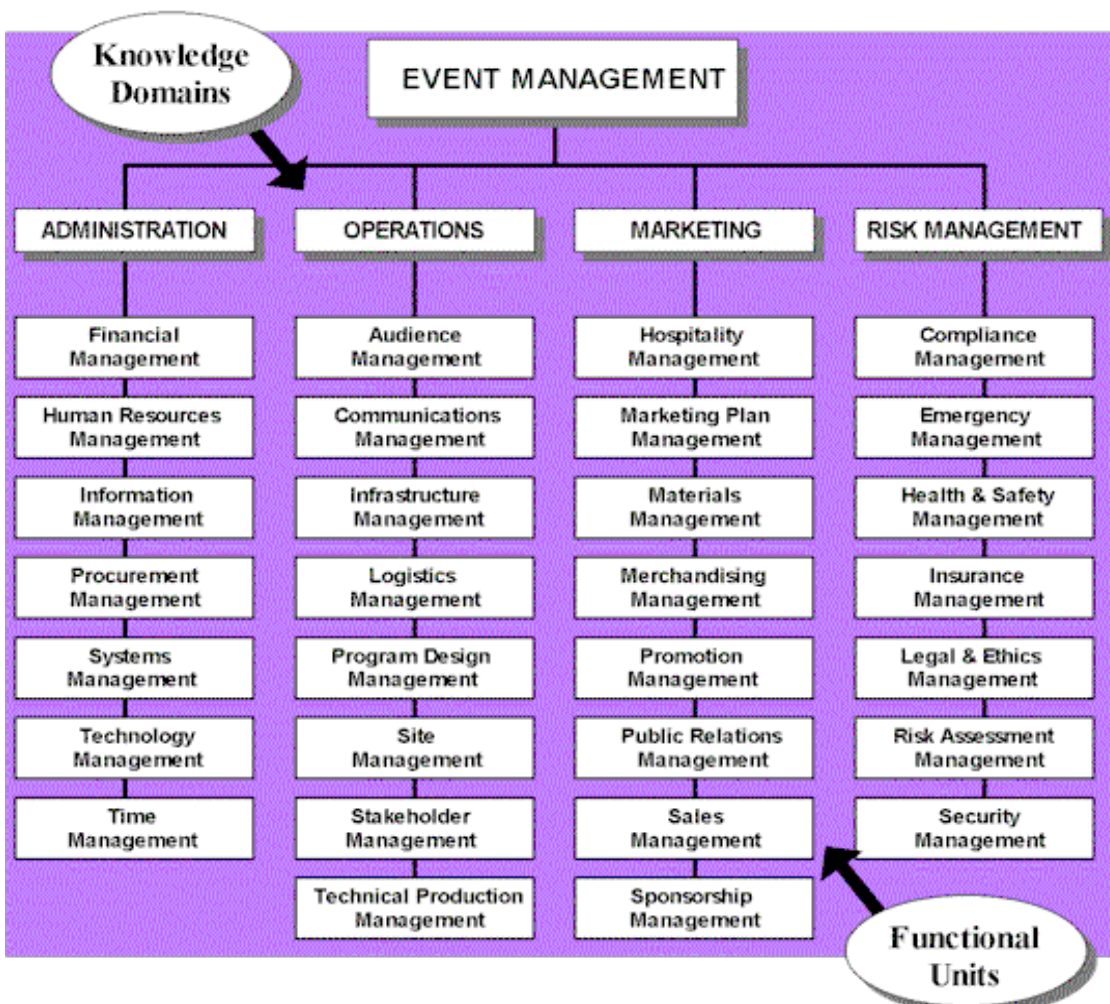 Knowledge
Domains
EVENT MANAGEMENT
ADMINISTRATION
OPERATIONS
MARKETING
RISK MANAGEMENT
Financial
Management
Human Resources
Management
Information
Management
Procurement
Management
Systems
Management
Technology
Management
Time
Management
Audience
Management
Communications
Management
Infrastructure
Management
Logistics
Management
Program Design
Management
Site
Management
Stakeholder
Management
Technical Production
Management
Hospitality
Management
Marketing Plan
Management
Materials
Management
Merchandising
Management
Promotion
Management
Public Relations
Management
Sales
Management
Sponsorship
Management
Compliance
Management
Emergency
Management
Health & Safety
Management
Insurance
Management
Legal & Ethics
Management
Risk Assessment
Management
Security
Management
Functional
Units